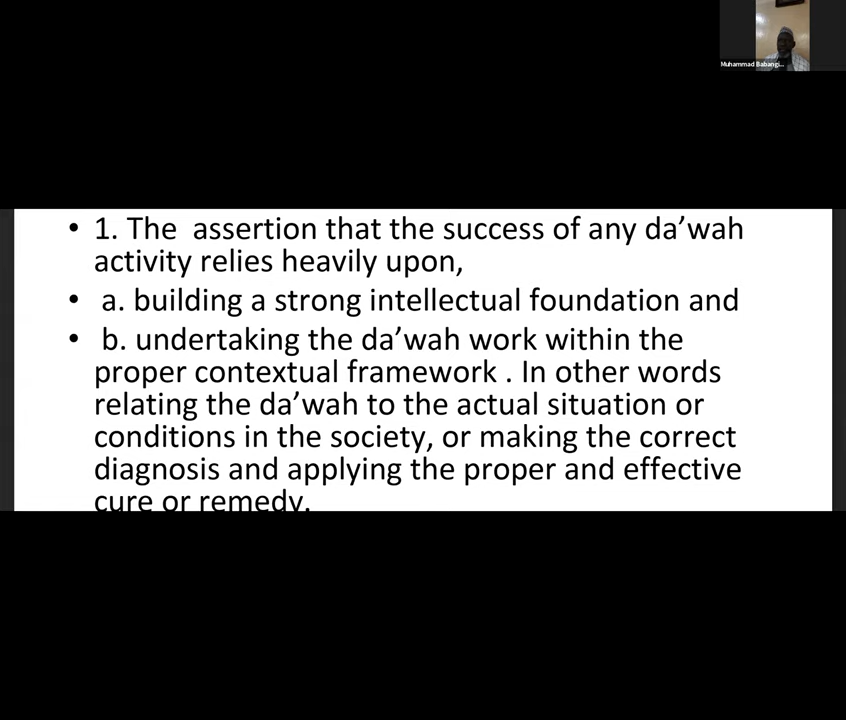 Muhammad Babangi...
• 1. The  assertion that the success of any da’wah
activity relies heavily upon,
•  a. building a strong intellectual foundation and
•  b. undertaking the da’wah work within the
proper contextual framework . In other words
relating the da’wah to the actual situation or
conditions in the society, or making the correct
diagnosis and applying the proper and effective
cure or remedy.